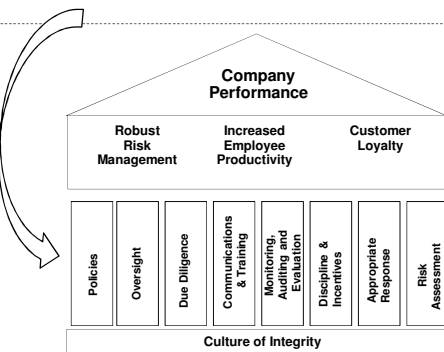 Company
Performance
Robust
Risk
Management
Increased
Employee
Productivity
Customer
Loyalty
Policies
Oversight
Due Diligence
Communications
& Training
Monitoring,
Auditing and
Evaluation
Discipline &
Incentives
Appropriate
Response
Risk
Assessment
Culture of Integrity